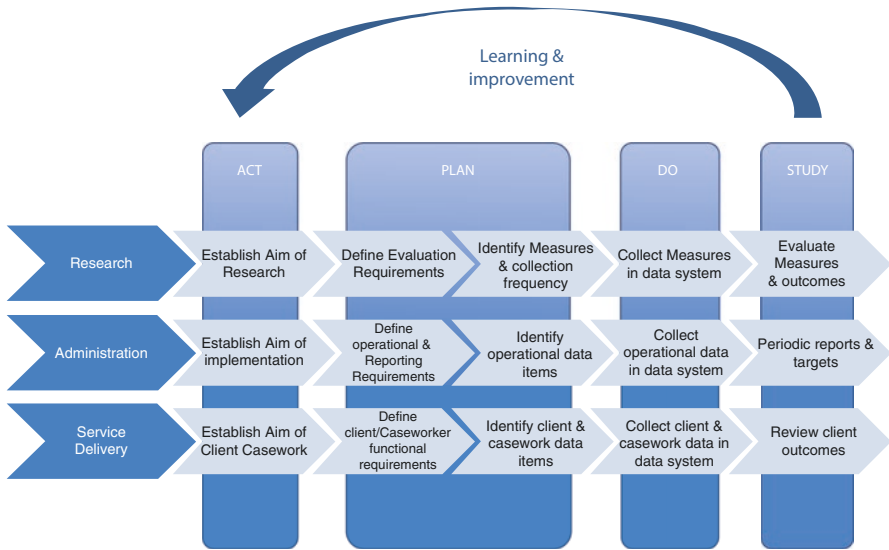 Learning &
improvement
ACT
PLAN
DO
STUDY
Research
Establish Aim of
Research
Define Evaluation
Requirements
Identify Measures
& collection
frequency
Collect Measures
in data system
Evaluate
Measures
& outcomes
Administration
Establish Aim of
implementation
Define
operational &
Reporting
Requirements
Identify
operational data
items
Collect
operational data
in data system
Periodic reports &
targets
Service
Delivery
Establish Aim of
Client Casework
Define
client/Caseworker
functional
requirements
Identify client &
casework data
items
Collect client &
casework data in
data system
Review client
outcomes